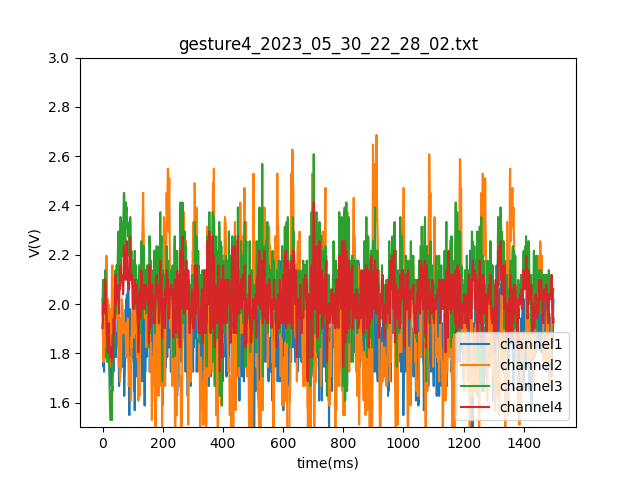 gesture4_2023_05_30_22_28_02.txt
V(V)
3.0
2.8
2.6
2.4
2.2
2.0
1.8
1.6
channel1
channel2
channel3
channel4
0 200 400 600 800 1000 1200 1400
time(ms)